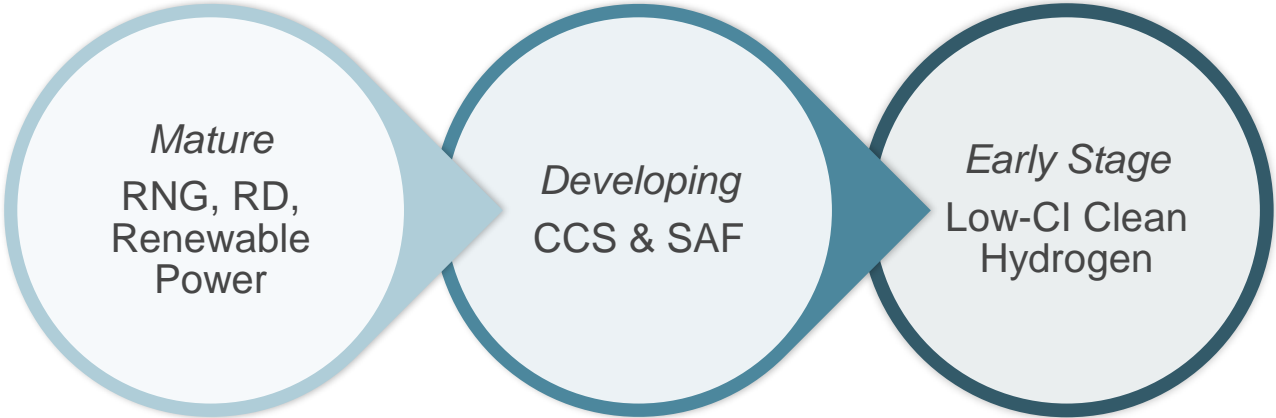 Mature
RNG, RD,
Renewable
Power
Developing
CCS & SAF
Early Stage
Low-CI Clean
Hydrogen